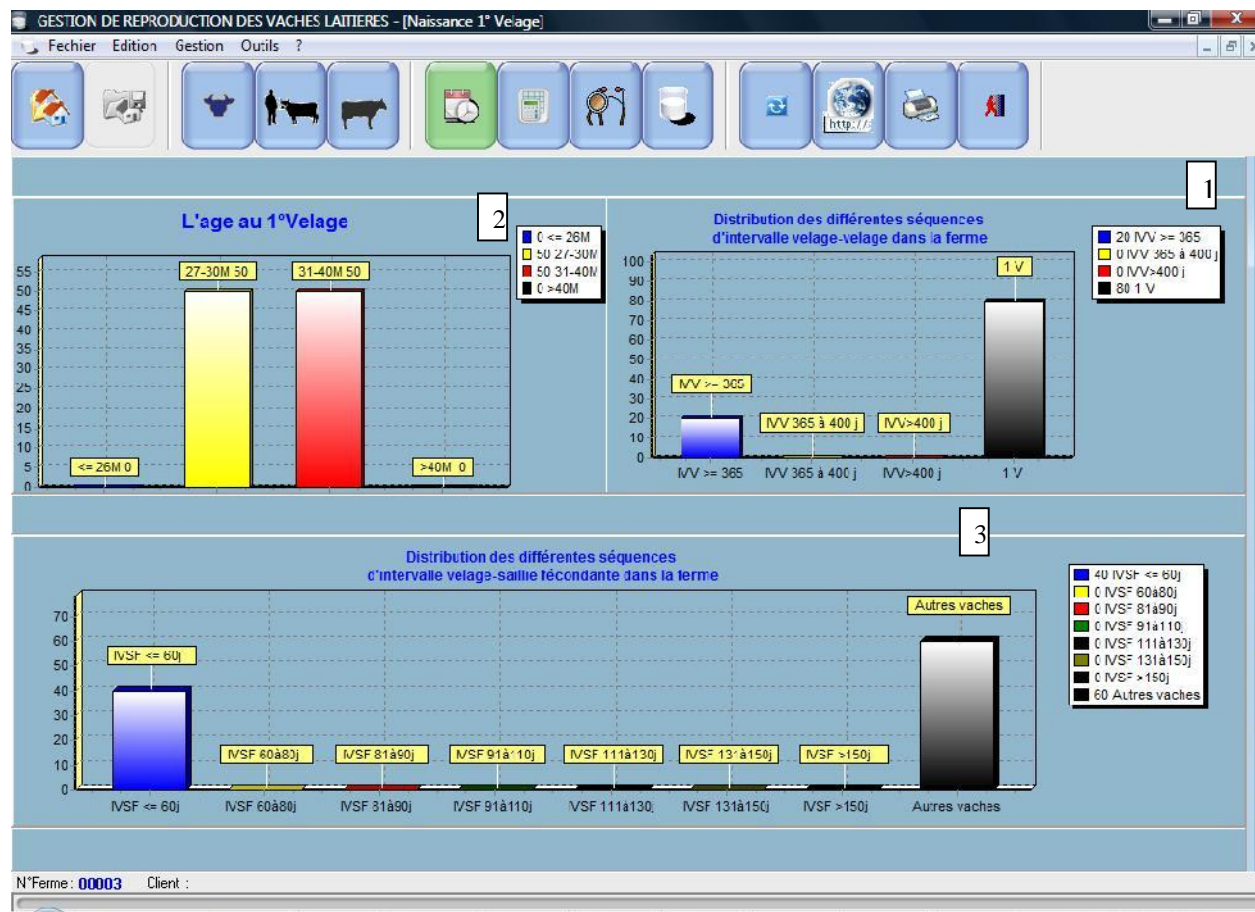 GESTION DE REPRODUCTION DES VACHES LAITIERES - [Naissance 1° Velage]
Fechier Edition Gestion Outils ?
http://
1
L'age au 1°Velage
2
0 <= 26M
50 27-30M
50 31-40M
0 >40M
55
50
45
40
35
30
25
20
15
10
5
0
27-30M 50
31-40M 50
<= 26M 0
>40M 0
Distribution des différentes séquences
d'intervalle velage-velage dans la ferme
20 IVV >= 365
0 IVV 365 à 400 j
0 IVV>400 j
80 1 V
100
90
80
70
60
50
40
30
20
10
0
1 V
IVV >= 365
IVV 365 à 400 j
IVV>400 j
IVV >= 365 IVV 365 à 400 j IVV>400 j 1 V
3
Distribution des différentes séquences
d'intervalle velage-saillie fécondante dans la ferme
40 IVSF <= 60j
0 IVSF 60à80j
0 IVSF 81à90j
0 IVSF 91à110j
0 IVSF 111à130j
0 IVSF 131à150j
0 IVSF >150j
60 Autres vaches
70
60
50
40
30
20
10
0
Autres vaches
IVSF <= 60j
IVSF 60à80j IVSF 81à90j IVSF 91à110j IVSF 111à130j IVSF 131à150j IVSF >150j
IVSF <= 60j IVSF 60à80j IVSF 81à90j IVSF 91à110j IVSF 111à130j IVSF 131à150j IVSF >150j Autres vaches
N°Ferme : 00003 Client :